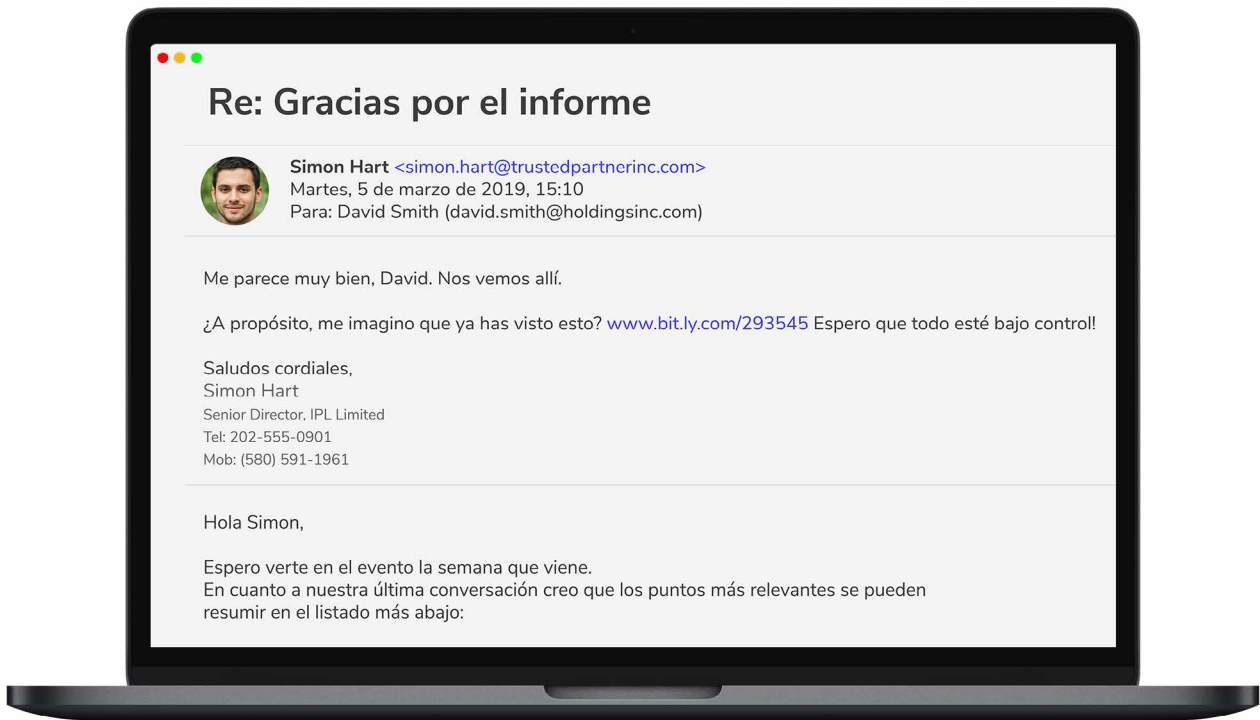 Re: Gracias por el informe
Simon Hart <simon.hart@trustedpartnerinc.com>
Martes, 5 de marzo de 2019, 15:10
Para: David Smith (david.smith@holdingsinc.com)
Me parece muy bien, David. Nos vemos allí.
¿A propósito, me imagino que ya has visto esto? www.bit.ly.com/293545 Espero que todo esté bajo control!
Saludos cordiales,
Simon Hart
Senior Director, IPL Limited
Tel: 202-555-0901
Mob: (580) 591-1961
Hola Simon,
Espero verte en el evento la semana que viene.
En cuanto a nuestra última conversación creo que los puntos más relevantes se pueden
resumir en el listado más abajo: